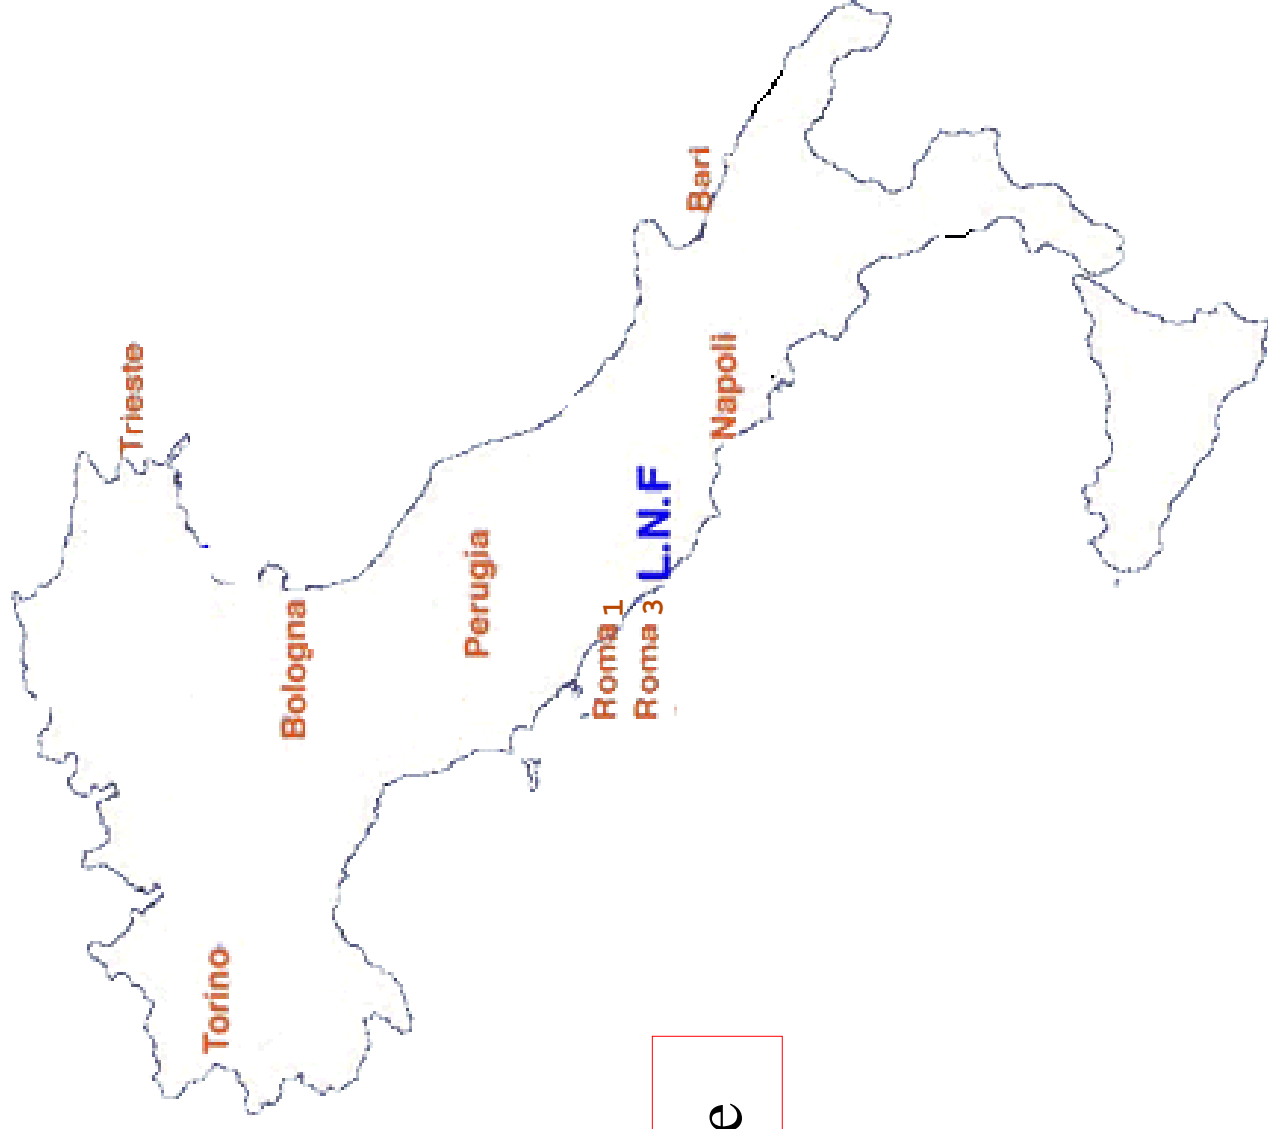 Trieste
Torino
Bologna
Perugia
Roma 1
Roma 3
L.N.F
Napoli
Bari
e